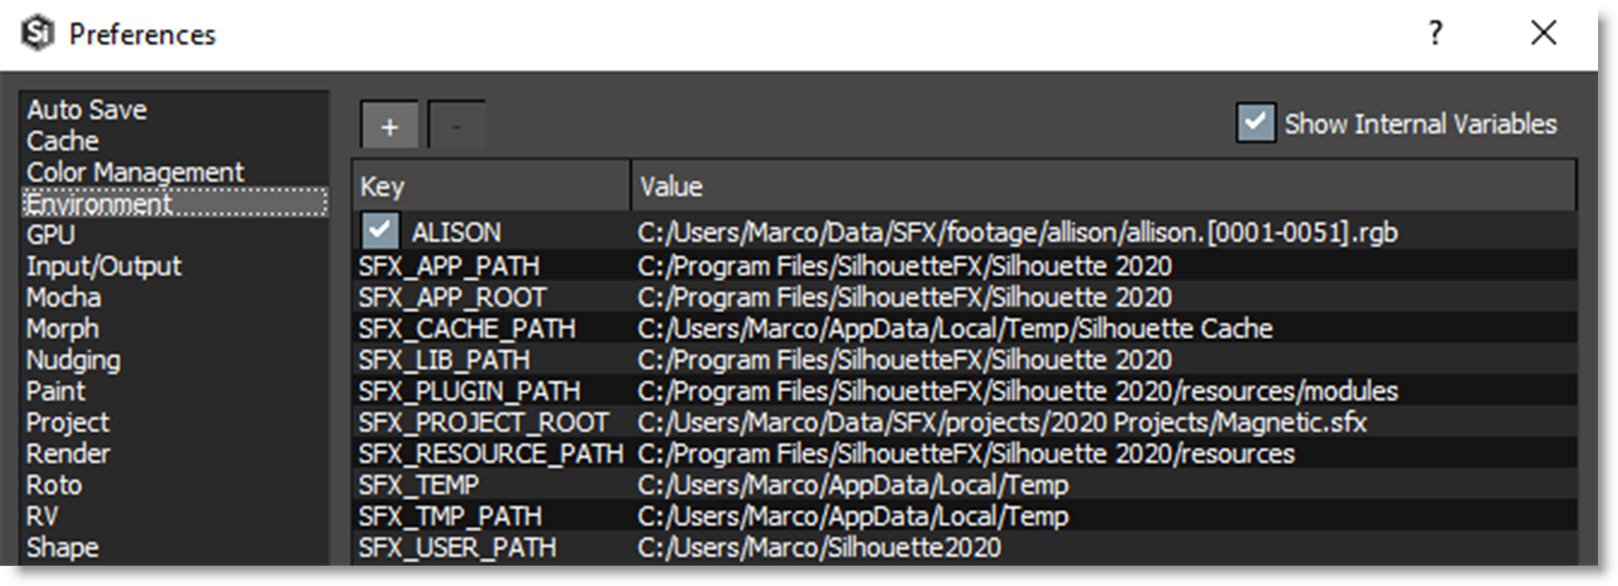 Si Preferences ?
Auto Save
Cache
Color Management
Environment
GPU
Input/Output
Mocha
Morph
Nudging
Paint
Project
Render
Roto
RV
Shape
+ -
Show Internal Variables
Key Value
ALISON C:/Users/Marco/Data/SFX/footage/allison/allison.[0001-0051].rgb
SFX_APP_PATH C:/Program Files/SilhouetteFX/Silhouette 2020
SFX_APP_ROOT C:/Program Files/SilhouetteFX/Silhouette 2020
SFX_CACHE_PATH C:/Users/Marco/AppData/Local/Temp/Silhouette Cache
SFX_LIB_PATH C:/Program Files/SilhouetteFX/Silhouette 2020
SFX_PLUGIN_PATH C:/Program Files/SilhouetteFX/Silhouette 2020/resources/modules
SFX_PROJECT_ROOT C:/Users/Marco/Data/SFX/projects/2020 Projects/Magnetic.sfx
SFX_RESOURCE_PATH C:/Program Files/SilhouetteFX/Silhouette 2020/resources
SFX_TEMP C:/Users/Marco/AppData/Local/Temp
SFX_TMP_PATH C:/Users/Marco/AppData/Local/Temp
SFX_USER_PATH C:/Users/Marco/Silhouette2020